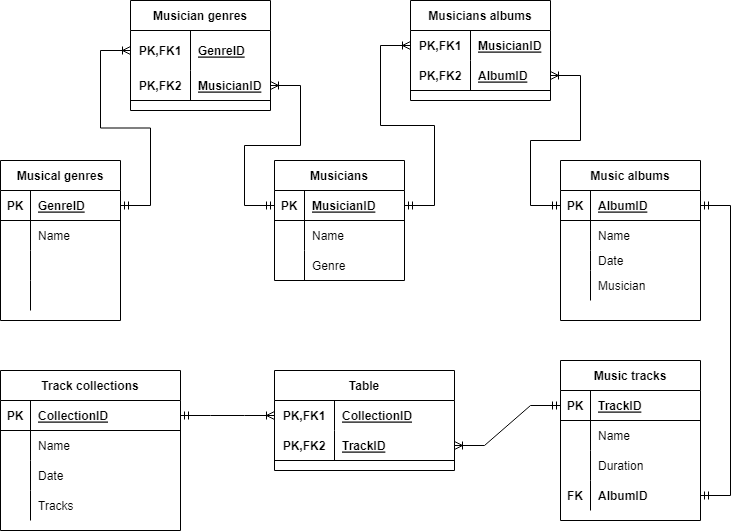 Musician genres
PK,FK1 GenreID
PK,FK2 MusicianID
Musicians albums
PK,FK1 MusicianID
PK,FK2 AlbumID
Musical genres
PK GenreID
Name
Musicians
PK MusicianID
Name
Genre
Music albums
PK AlbumID
Name
Date
Musician
Track collections
PK CollectionID
Name
Date
Tracks
Table
PK,FK1 CollectionID
PK,FK2 TrackID
Music tracks
PK TrackID
Name
Duration
FK AlbumID